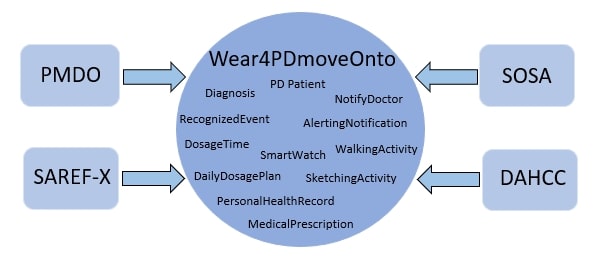 Wear4PDmoveOnto
PMDO
SOSA
PD Patient
Diagnosis
NotifyDoctor
RecognizedEvent
AlertingNotification
DosageTime
SmartWatch
WalkingActivity
SAREF-X
DailyDosagePlan
SketchingActivity
DAHCC
PersonalHealthRecord
MedicalPrescription